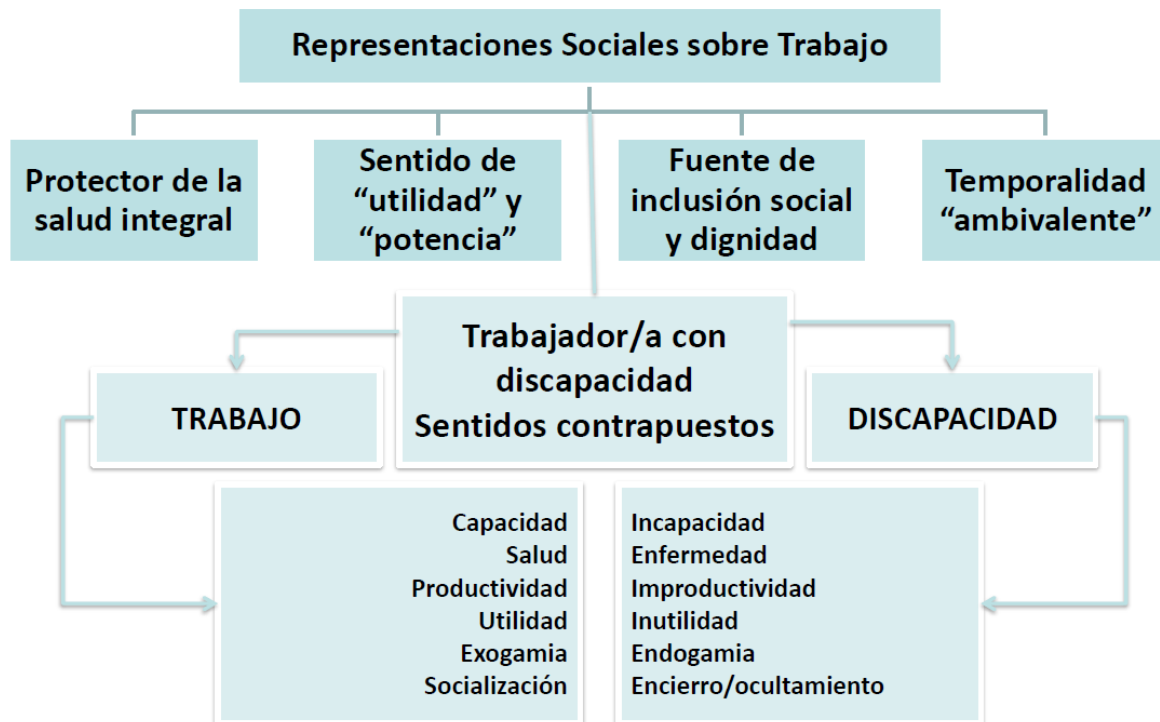 Representaciones Sociales sobre Trabajo
Protector de la
salud integral
Sentido de
“utilidad” y
“potencia”
Fuente de
inclusión social
y dignidad
Temporalidad
“ambivalente”
Trabajador/a con
discapacidad
Sentidos contrapuestos
TRABAJO
DISCAPACIDAD
Capacidad
Salud
Productividad
Utilidad
Exogamia
Socialización
Incapacidad
Enfermedad
Improductividad
Inutilidad
Endogamia
Encierro/ocultamiento